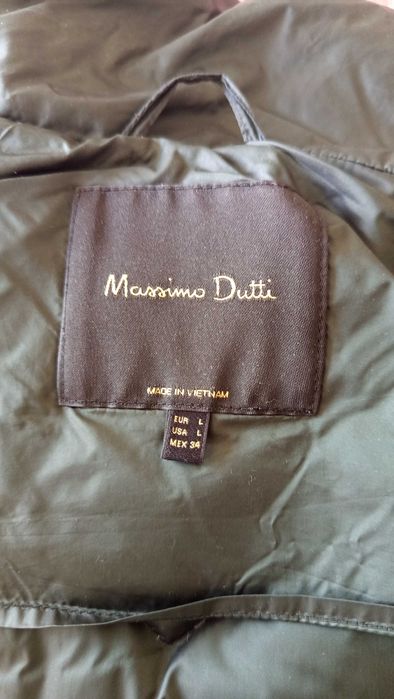 Massimo Dutti
MADE IN VIETNAM
EUR L
USA L
MEX 34